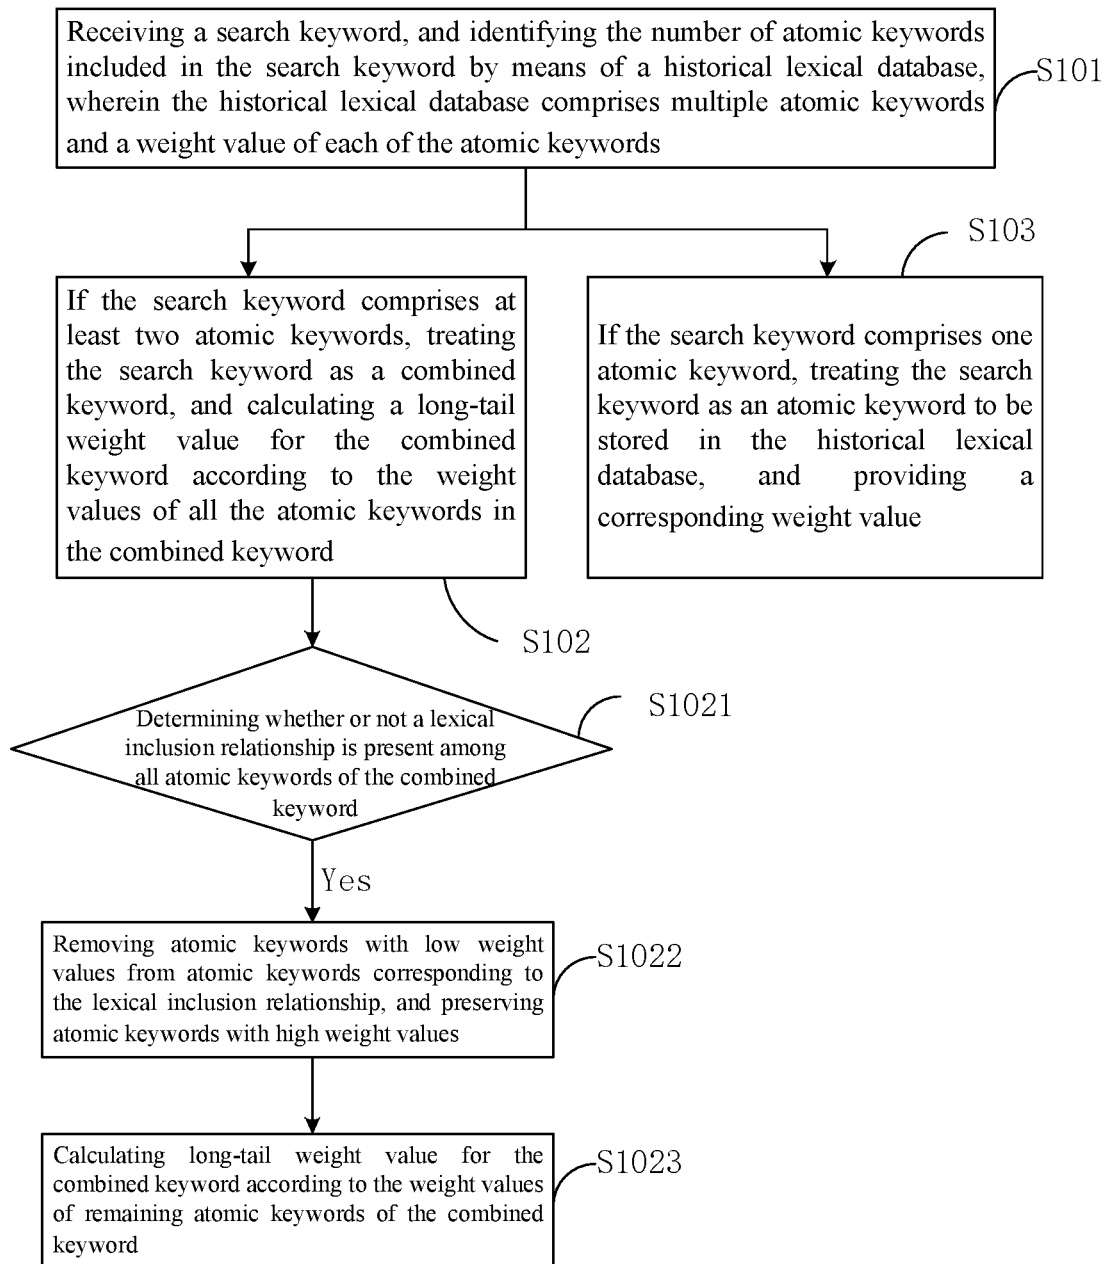 Receiving a search keyword, and identifying the number of atomic keywords
included in the search keyword by means of a historical lexical database,
wherein the historical lexical database comprises multiple atomic keywords
and a weight value of each of the atomic keywords
S101
S103
If the search keyword comprises at
least two atomic keywords, treating
the search keyword as a combined
keyword, and calculating a long-tail
weight value for the combined
keyword according to the weight
values of all the atomic keywords in
the combined keyword
If the search keyword comprises one
atomic keyword, treating the search
keyword as an atomic keyword to be
stored in the historical lexical
database, and providing a
corresponding weight value
S102
S1021
Determining whether or not a lexical
inclusion relationship is present among
all atomic keywords of the combined
keyword
Yes
Removing atomic keywords with low weight
values from atomic keywords corresponding to
the lexical inclusion relationship, and preserving
atomic keywords with high weight values
S1022
Calculating long-tail weight value for the
combined keyword according to the weight values
of remaining atomic keywords of the combined
keyword
S1023